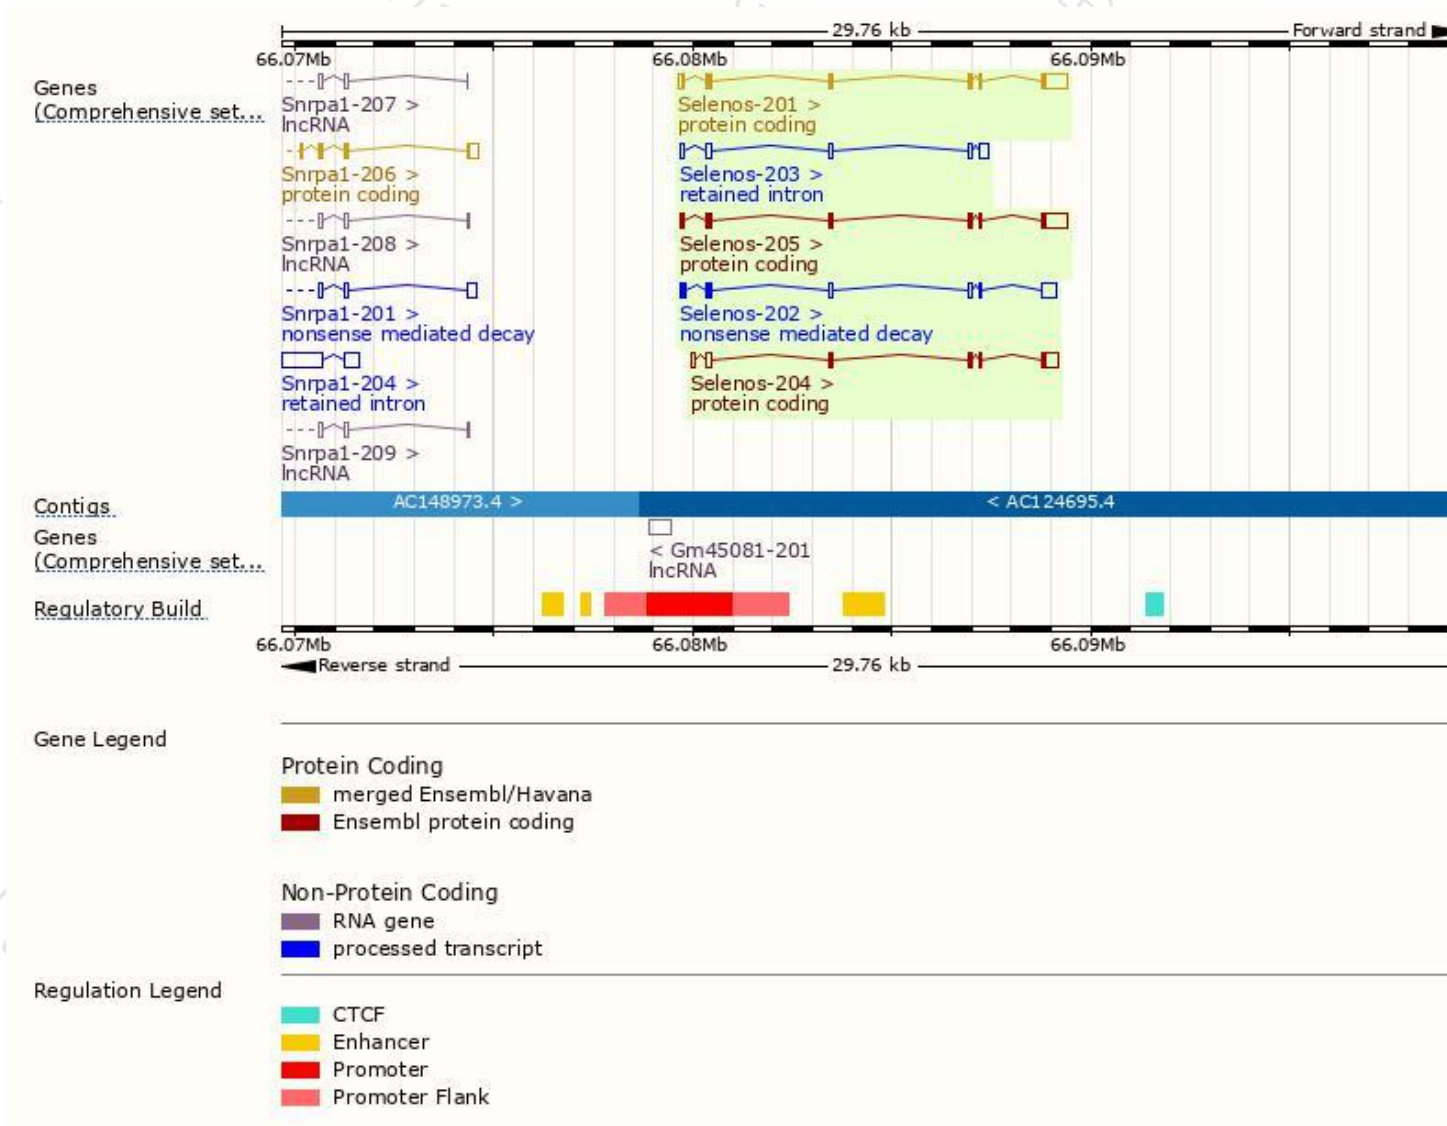 29.76 kb Forward strand
66.07Mb 66.08Mb 66.09Mb
Genes
(Comprehensive set...
Snrpa1-207 >
lncRNA
Selenos-201 >
protein coding
Snrpa1-206 >
protein coding
Selenos-203 >
retained intron
Snrpa1-208 >
lncRNA
Selenos-205 >
protein coding
Snrpa1-201 >
nonsense mediated decay
Selenos-202 >
nonsense mediated decay
Snrpa1-204 >
retained intron
Selenos-204 >
protein coding
Snrpa1-209 >
lncRNA
Contigs
AC148973.4 > < AC124695.4
Genes
(Comprehensive set...
< Gm45081-201
lncRNA
Regulatory Build
66.07Mb 66.08Mb 66.09Mb
Reverse strand 29.76 kb
Gene Legend
Protein Coding
merged Ensembl/Havana
Ensembl protein coding
Non-Protein Coding
RNA gene
processed transcript
Regulation Legend
CTCF
Enhancer
Promoter
Promoter Flank